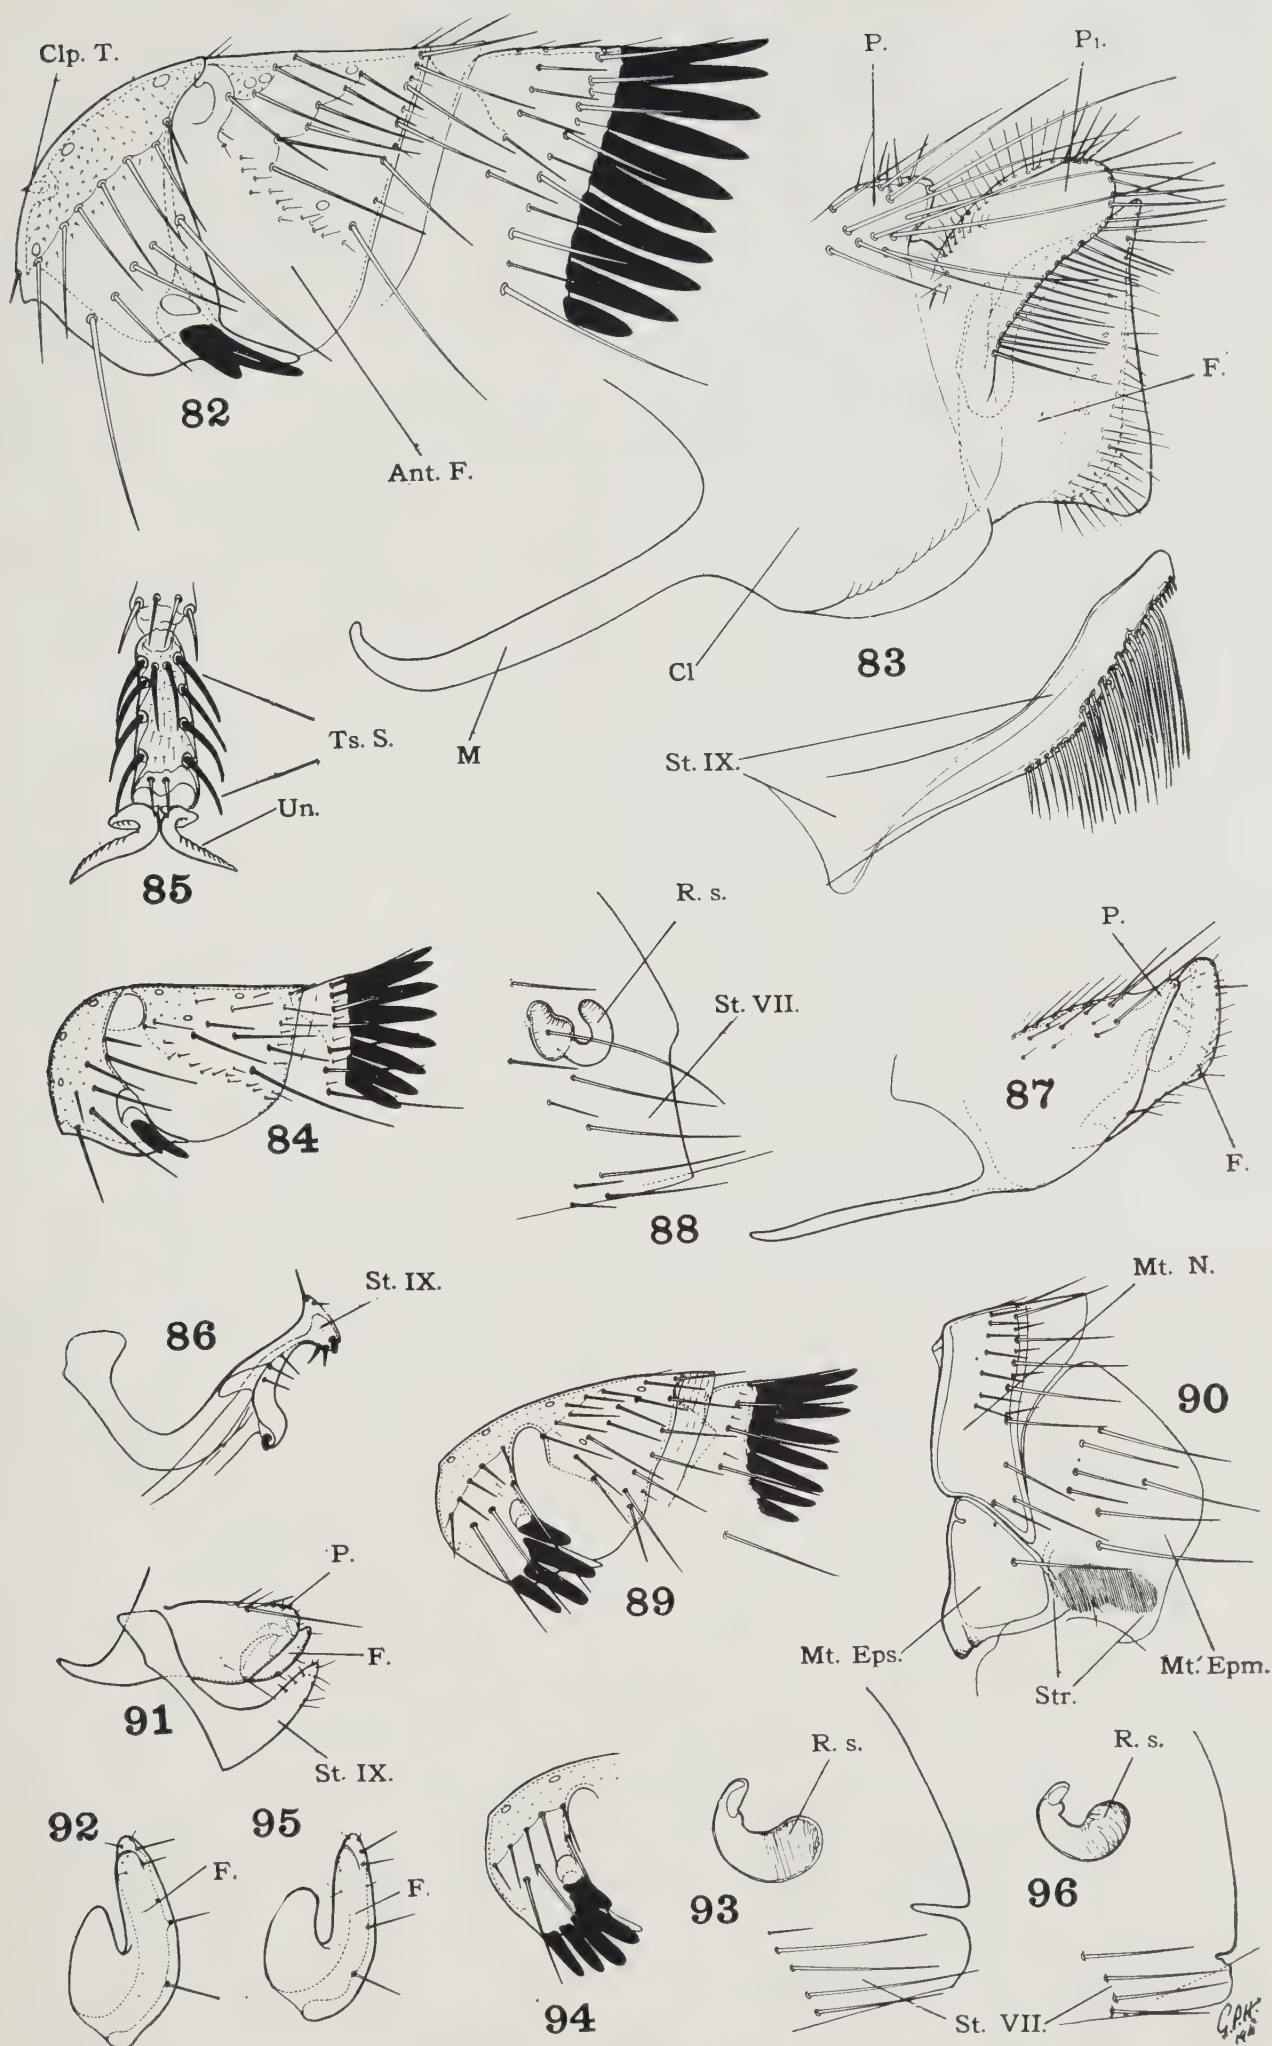 Clp. T.
P.
P1.
82
Ant. F.
F.
Cl
83
M
Ts. S.
Un.
St. IX.
85
R. s.
St. VII.
P.
84
88
87
F.
86
St. IX.
Mt. N.
90
89
P.
F.
91
St. IX.
Mt. Eps.
Str.
Mt. Epm.
92
95
F.
F.
94
93
R. s.
R. s.
96
St. VII.
G.P.H.